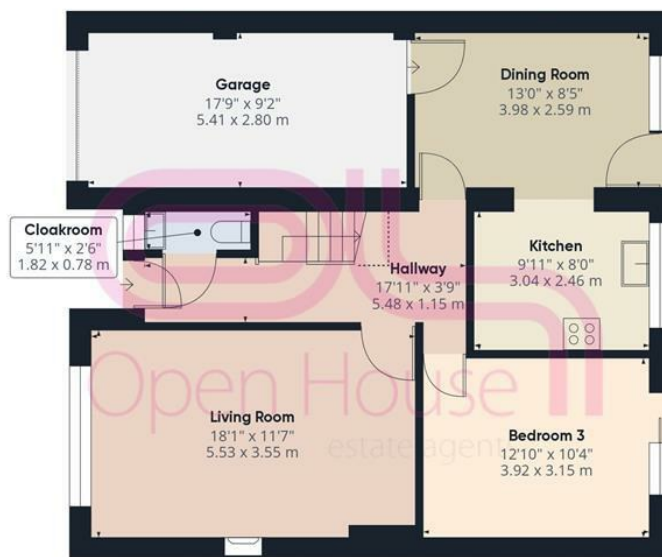 Garage
17'9" x 9'2"
5.41 x 2.80 m
Dining Room
13'0" x 8'5"
3.98 x 2.59 m
Cloakroom
5'11" x 2'6"
1.82 x 0.78 m
Hallway
17'11" x 3'9"
5.48 x 1.15 m
Kitchen
9'11" x 8'0"
3.04 x 2.46 m
Open House
estate agents
Living Room
18'1" x 11'7"
5.53 x 3.55 m
Bedroom 3
12'10" x 10'4"
3.92 x 3.15 m